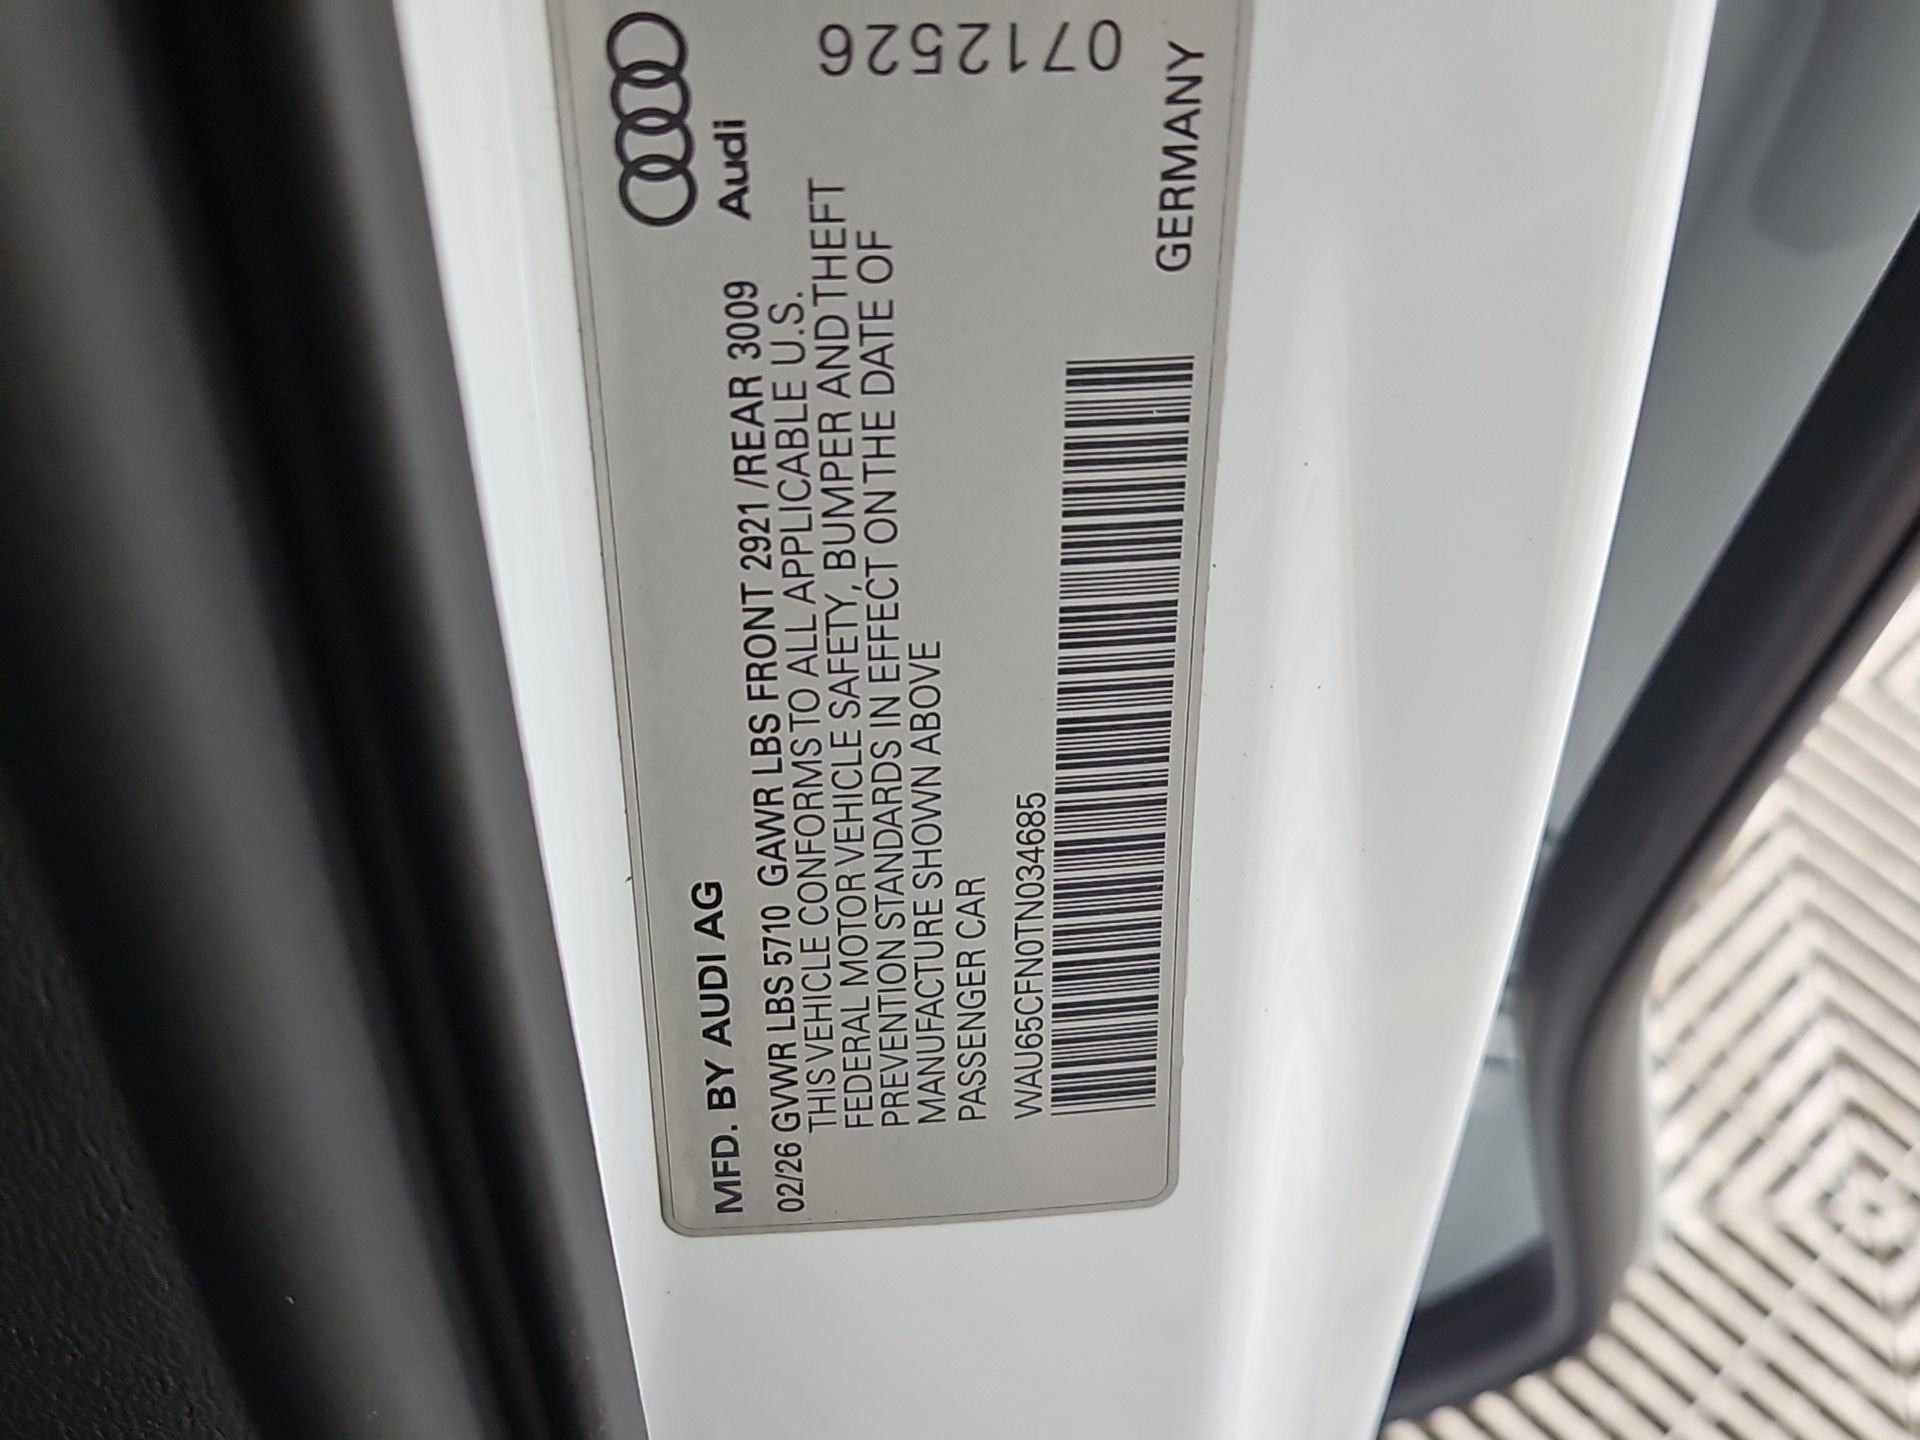 MFD. BY AUDI AG
Audi
02/26 GVWR LBS 5710 GAWR LBS FRONT 2921 /REAR 3009
THIS VEHICLE CONFORMS TO ALL APPLICABLE U.S.
FEDERAL MOTOR VEHICLE SAFETY, BUMPER AND THEFT
PREVENTION STANDARDS IN EFFECT ON THE DATE OF
MANUFACTURE SHOWN ABOVE
PASSENGER CAR
WAU65CFN0TN034685
GERMANY
0712526